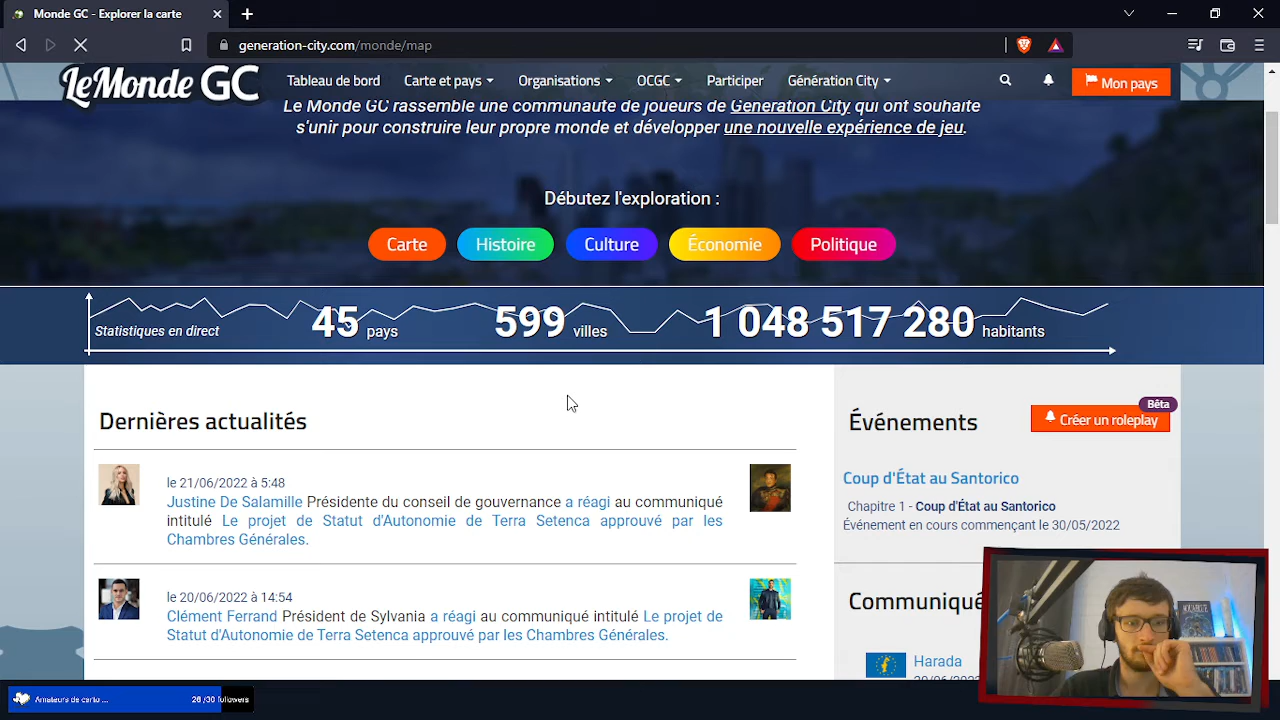 Monde GC - Explorer la carte
generation-city.com/monde/map
LeMonde GC
Tableau de bord
Carte et pays
Organisations
OCGC
Participer
Génération City
Mon pays
Le Monde GC rassemble une communauté de joueurs de Génération City qui ont souhaité
s'unir pour construire leur propre monde et développer une nouvelle expérience de jeu.
Débutez l'exploration :
Carte
Histoire
Culture
Économie
Politique
Statistiques en direct
45 pays
599 villes
1 048 517 280 habitants
Dernières actualités
le 21/06/2022 à 5:48
Justine De Salamille Présidente du conseil de gouvernance a réagi au communiqué
intitulé Le projet de Statut d'Autonomie de Terra Setenca approuvé par les
Chambres Générales.
le 20/06/2022 à 14:54
Clément Ferrand Président de Sylvania a réagi au communiqué intitulé Le projet de
Statut d'Autonomie de Terra Setenca approuvé par les Chambres Générales.
Événements
Bêta
Créer un roleplay
Coup d'État au Santorico
Chapitre 1 - Coup d'État au Santorico
Événement en cours commençant le 30/05/2022
Communiqué
Harada
Amateurs de carto ...
26 /30 followers